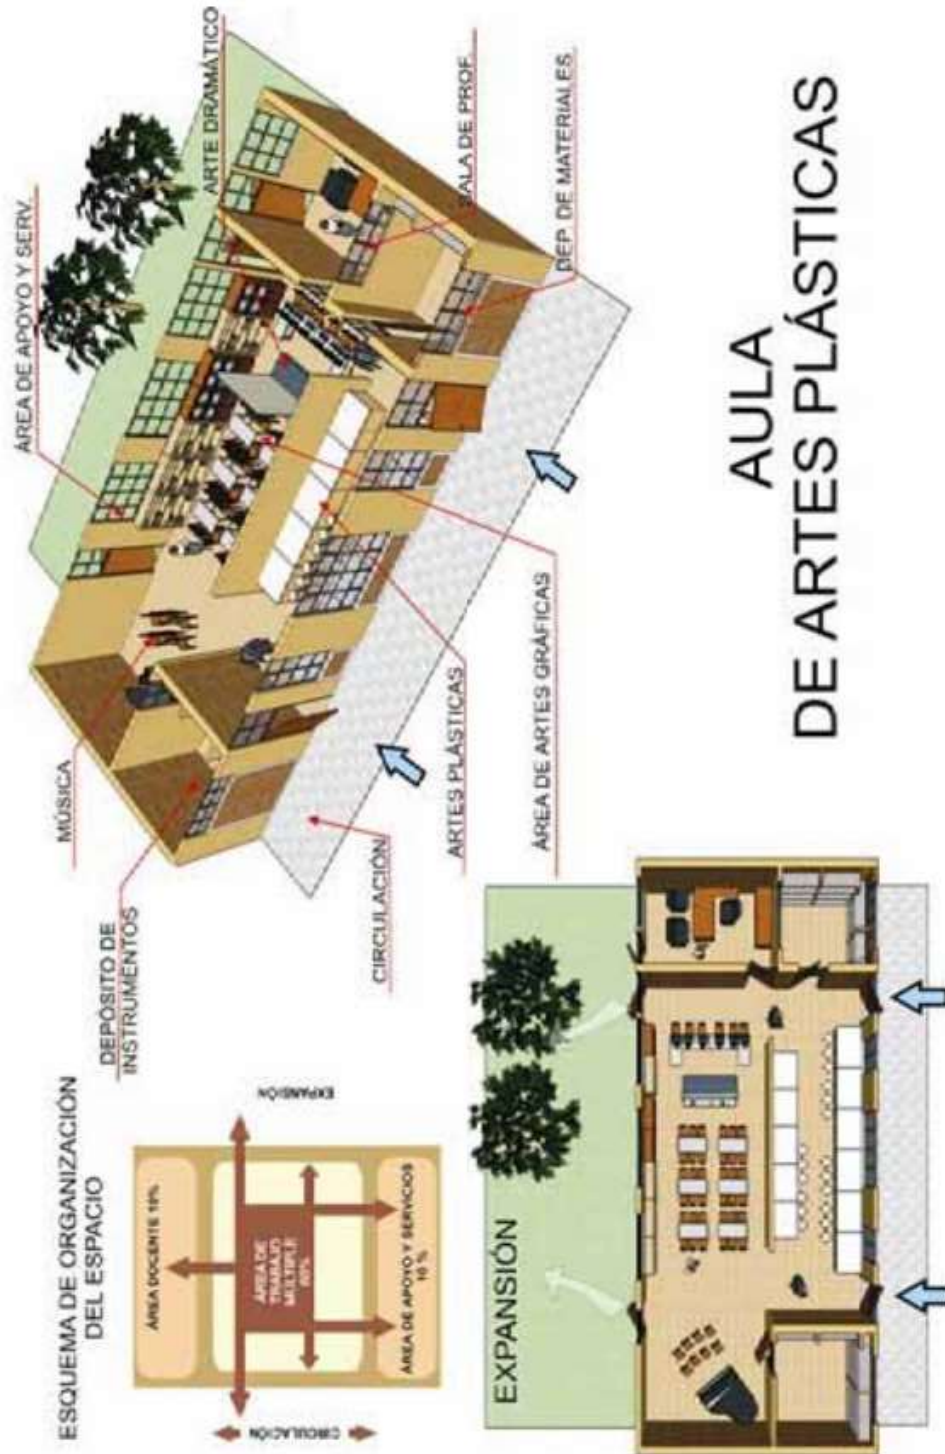 ESQUEMA DE ORGANIZACIÓN
DEL ESPACIO
ÁREA DOCENTE 10%
ÁREA DE
TRABAJO
MÚLTIPLE
ÁREA DE APOYO Y SERVICIOS
10 %
CIRCULACIÓN
EXPANSIÓN
DEPÓSITO DE
INSTRUMENTOS
MÚSICA
ÁREA DE APOYO Y SERV.
ARTE DRAMÁTICO
SALA DE PROF.
DEP. DE MATERIALES
CIRCULACIÓN
ARTES PLÁSTICAS
ÁREA DE ARTES GRÁFICAS
EXPANSIÓN
AULA
DE ARTES PLÁSTICAS